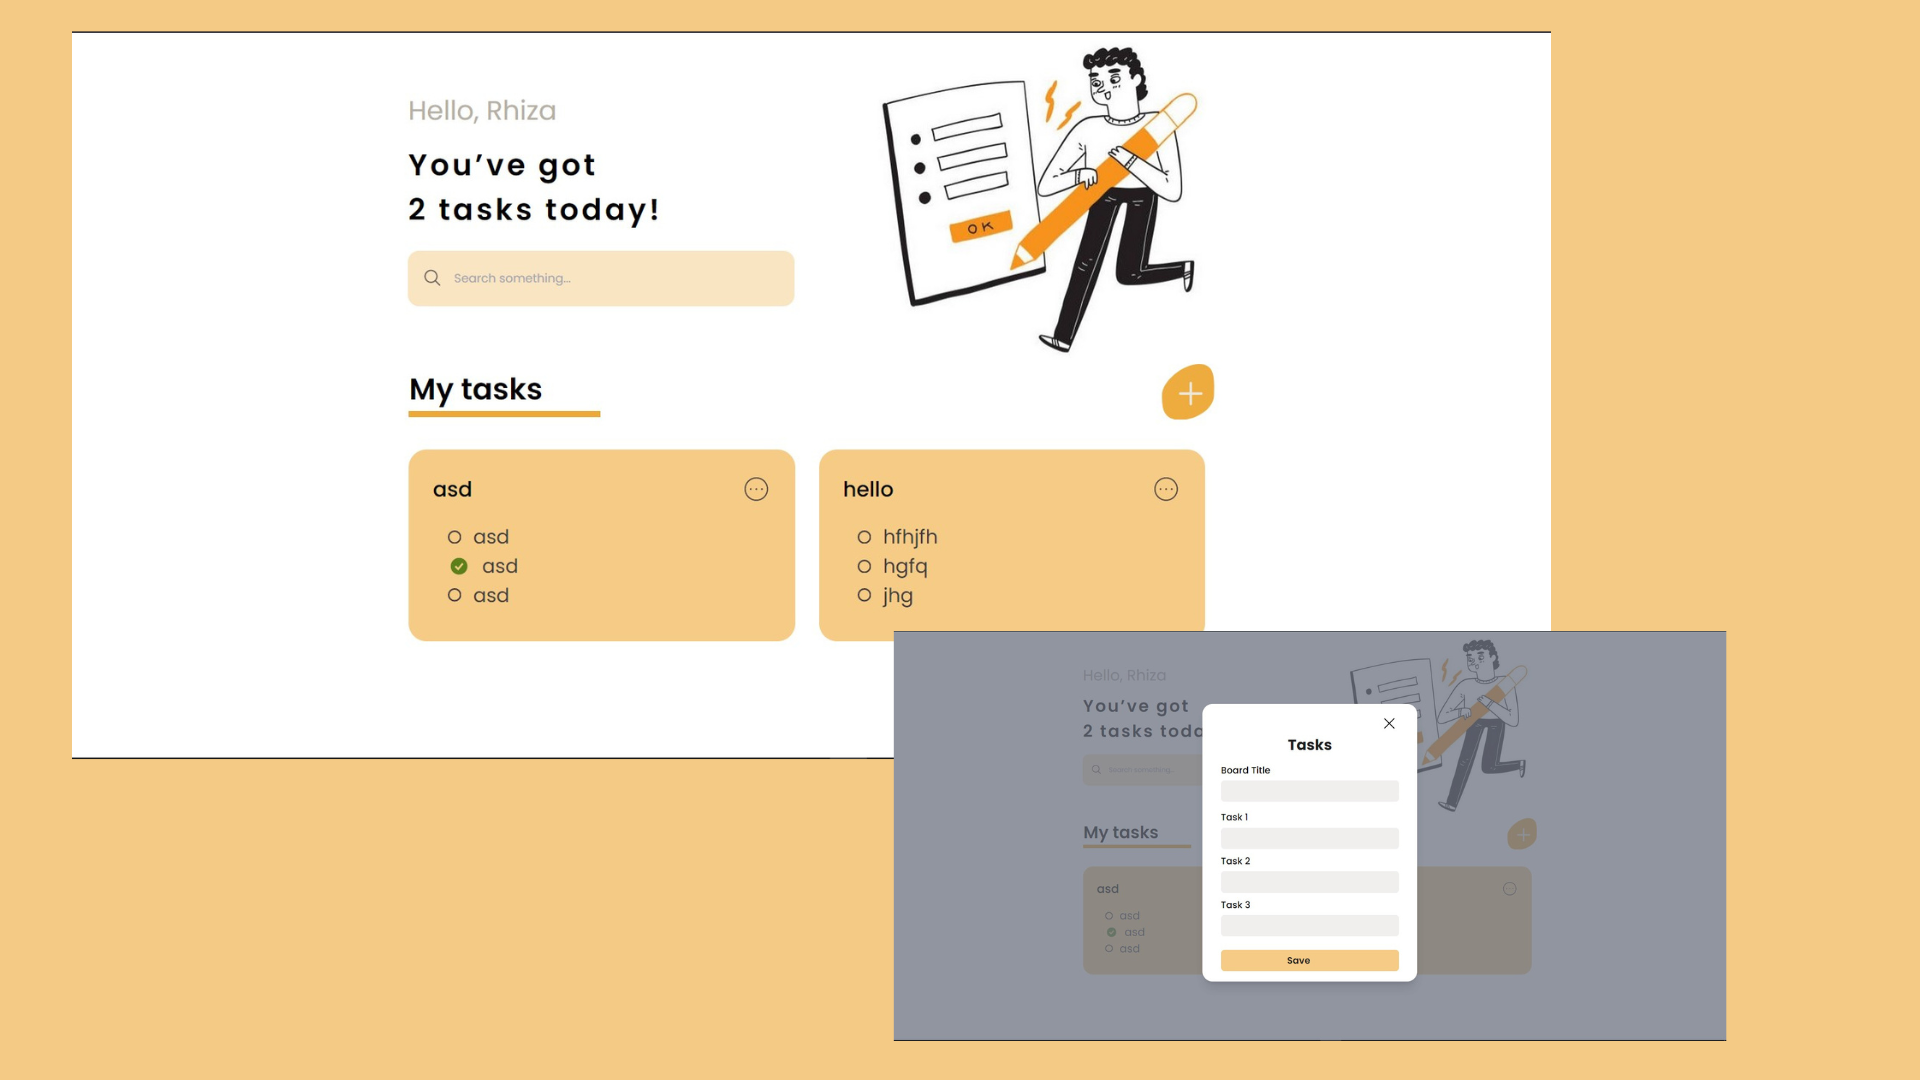 Hello, Rhiza
You’ve got
2 tasks today!
Search something...
OK
My tasks
asd
asd
asd
asd
hello
hfhjfh
hgfq
jhg
Hello, Rhiza
You’ve got
2 tasks toda
Search something...
My tasks
asd
asd
asd
asd
Tasks
Board Title
Task 1
Task 2
Task 3
Save